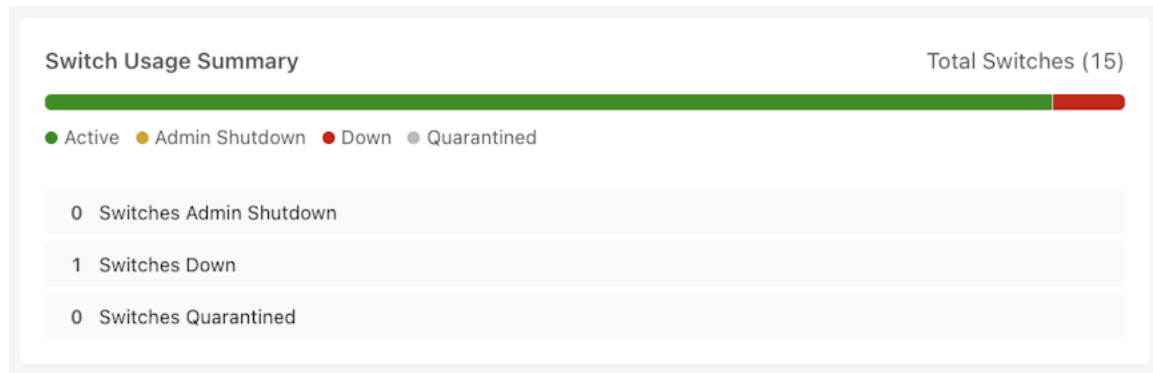 Switch Usage Summary Total Switches (15)
Active Admin Shutdown Down Quarantined
0 Switches Admin Shutdown
1 Switches Down
0 Switches Quarantined